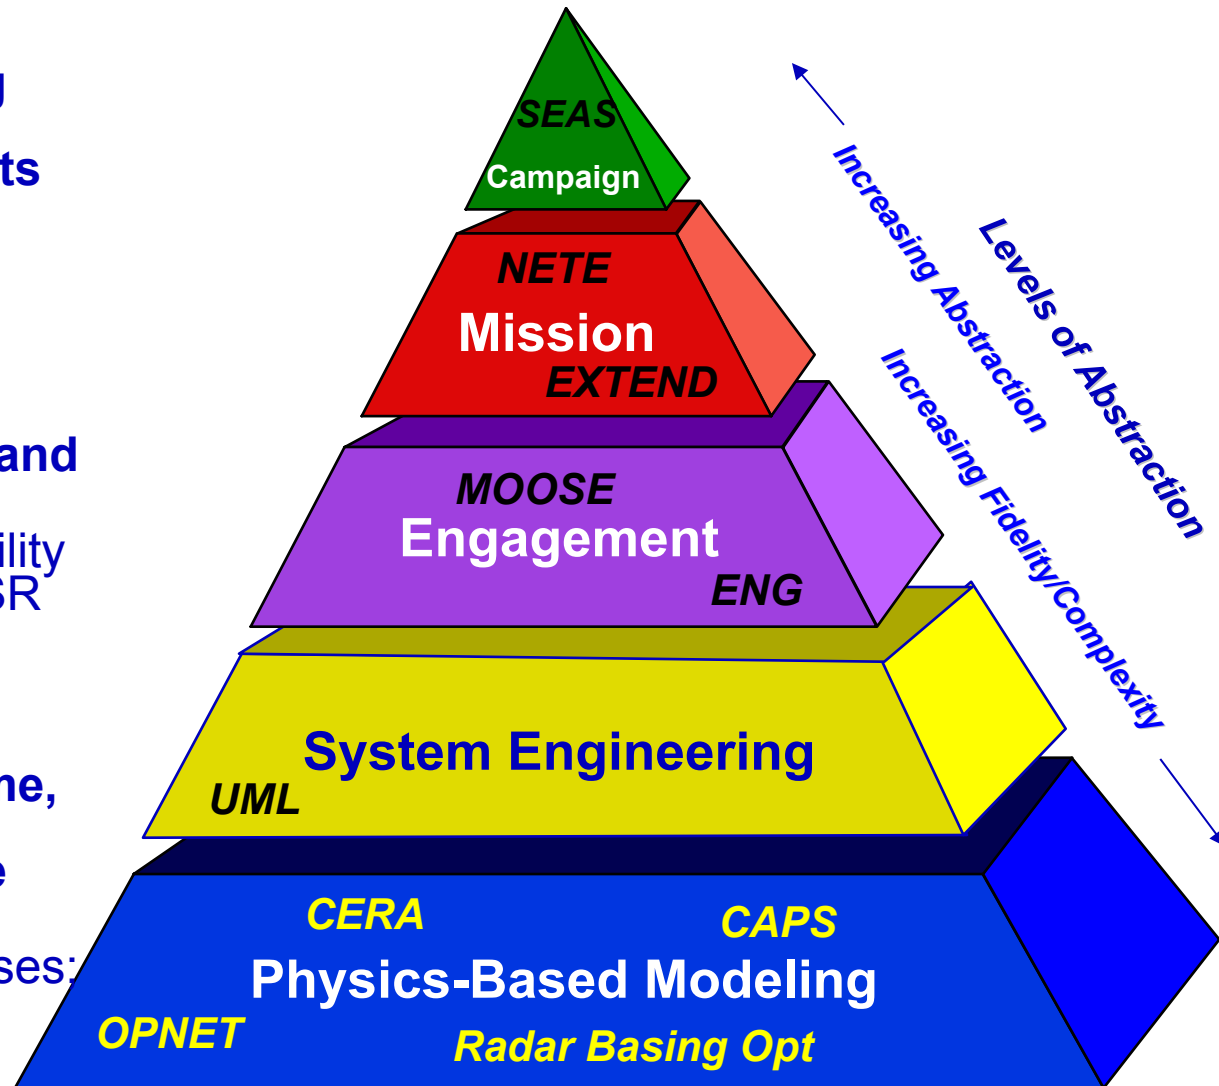 g
ts
and
ility
SR
ne,
e
ses:
SEAS
Campaign
NETE
Mission
EXTEND
MOOSE
Engagement
ENG
System Engineering
UML
CERA
CAPS
Physics-Based Modeling
OPNET
Radar Basing Opt
Increasing Abstraction
Levels of Abstraction
Increasing Fidelity/Complexity